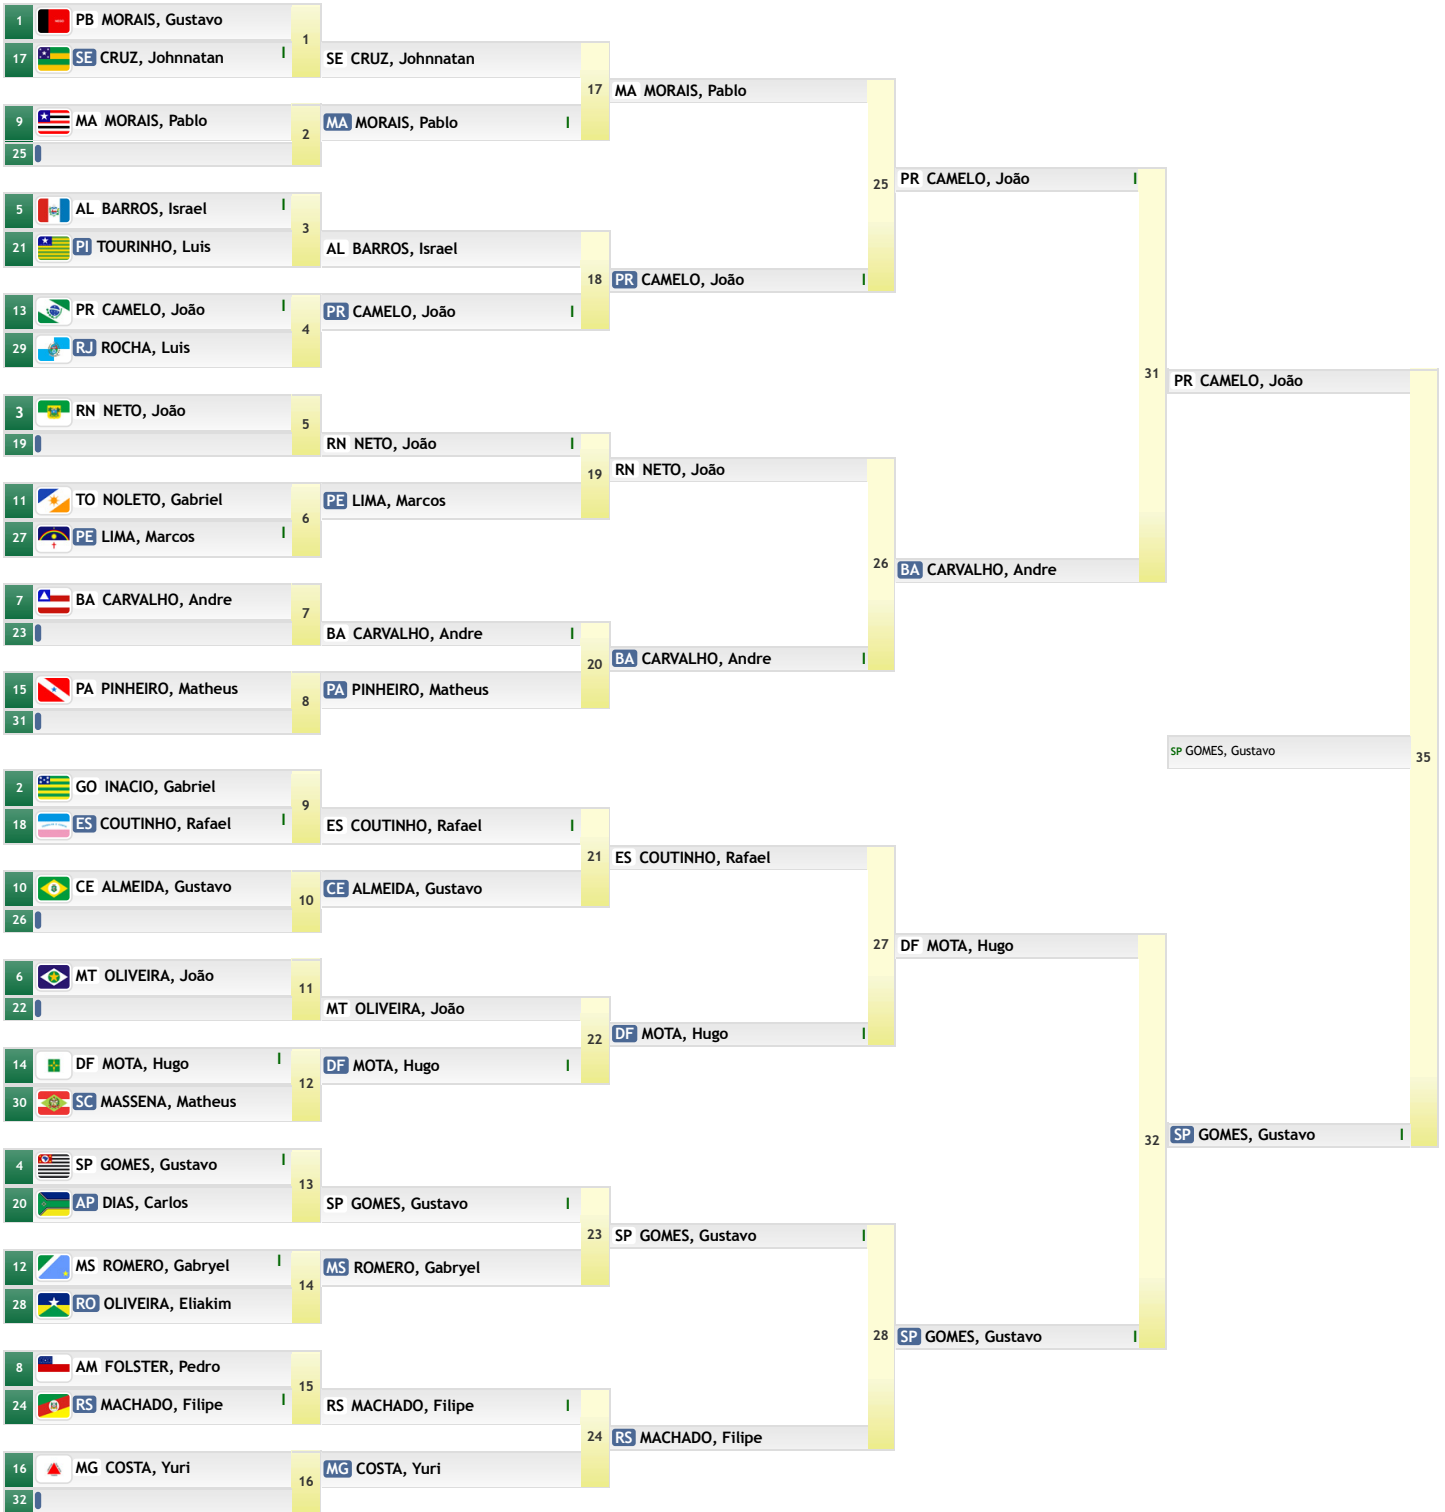 1 PB MORAIS, Gustavo
1
17 SE CRUZ, Johnnatan I
SE CRUZ, Johnnatan
17
MA MORAIS, Pablo
9 MA MORAIS, Pablo
2
MA MORAIS, Pablo I
25
25
PR CAMELO, João I
5 AL BARROS, Israel I
3
21 PI TOURINHO, Luis
AL BARROS, Israel
18
PR CAMELO, João I
13 PR CAMELO, João I
4
PR CAMELO, João I
29 RJ ROCHA, Luis
31
PR CAMELO, João
3 RN NETO, João
5
19
RN NETO, João I
19
RN NETO, João
11 TO NOLETO, Gabriel
6
PE LIMA, Marcos
27 PE LIMA, Marcos I
26
BA CARVALHO, Andre
7 BA CARVALHO, Andre
7
23
BA CARVALHO, Andre I
20
BA CARVALHO, Andre I
15 PA PINHEIRO, Matheus
8
PA PINHEIRO, Matheus
31
SP GOMES, Gustavo
35
2 GO INACIO, Gabriel
9
18 ES COUTINHO, Rafael I
ES COUTINHO, Rafael I
21
ES COUTINHO, Rafael
10 CE ALMEIDA, Gustavo
10
CE ALMEIDA, Gustavo
26
27
DF MOTA, Hugo
6 MT OLIVEIRA, João
11
22
MT OLIVEIRA, João
22
DF MOTA, Hugo I
14 DF MOTA, Hugo I
12
DF MOTA, Hugo I
30 SC MASSENA, Matheus
32
SP GOMES, Gustavo I
4 SP GOMES, Gustavo I
13
20 AP DIAS, Carlos
SP GOMES, Gustavo I
23
SP GOMES, Gustavo I
12 MS ROMERO, Gabryel I
14
MS ROMERO, Gabryel
28 RO OLIVEIRA, Eliakim
28
SP GOMES, Gustavo I
8 AM FOLSTER, Pedro
15
24 RS MACHADO, Filipe I
RS MACHADO, Filipe I
24
RS MACHADO, Filipe
16 MG COSTA, Yuri
16
MG COSTA, Yuri
32